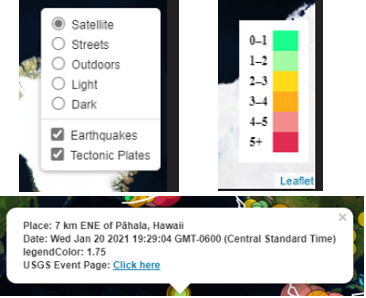 Satellite
Streets
Outdoors
Light
Dark
Earthquakes
Tectonic Plates
0–1
1–2
2–3
3–4
4–5
5+
Leaflet
×
Place: 7 km ENE of Pāhala, Hawaii
Date: Wed Jan 20 2021 19:29:04 GMT-0600 (Central Standard Time)
legendColor: 1.75
USGS Event Page: Click here